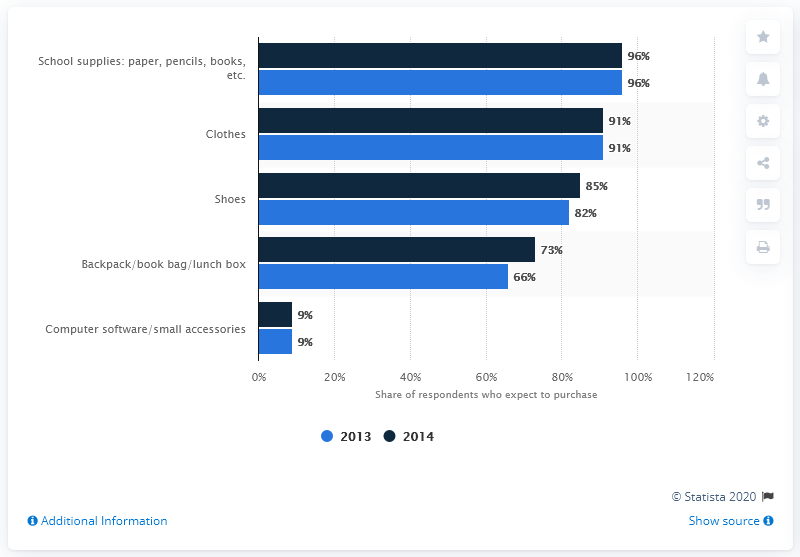 School supplies: paper, pencils, books,
etc.
96%
96%
Clothes
91%
91%
Shoes
85%
82%
Backpack/book bag/lunch box
73%
66%
Computer software/small accessories
9%
9%
0% 20% 40% 60% 80% 100% 120%
Share of respondents who expect to purchase
2013 2014
© Statista 2020
Additional Information
Show source